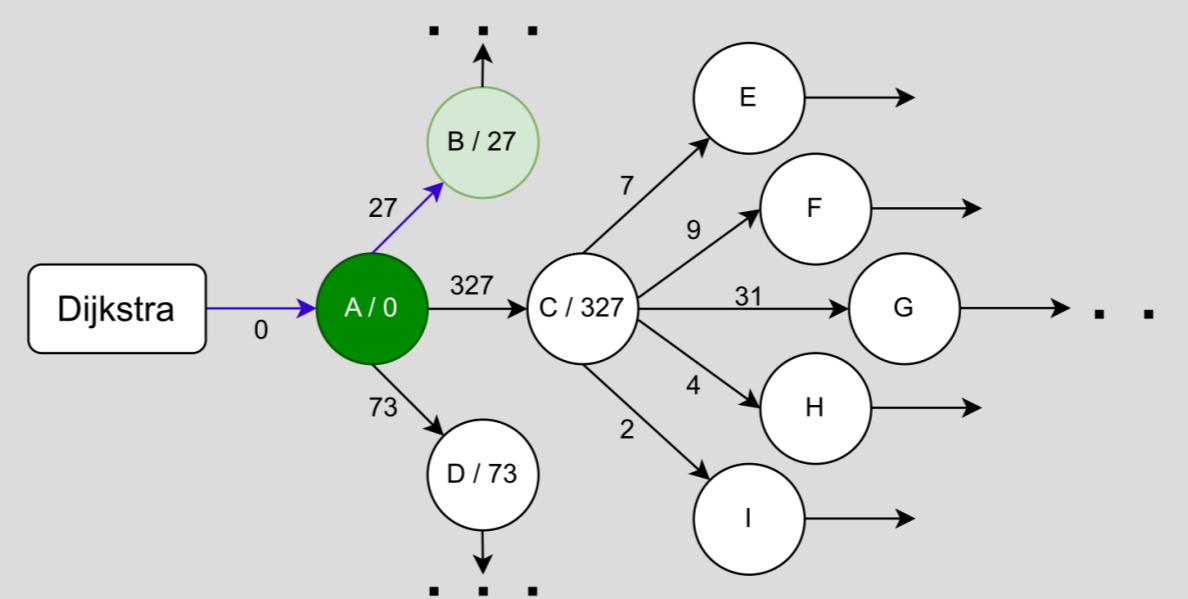 . . .
B / 27
E
7
27
F
9
Dijkstra
0
A / 0
327
C / 327
31
G
. .
73
4
H
2
D / 73
I
. . .